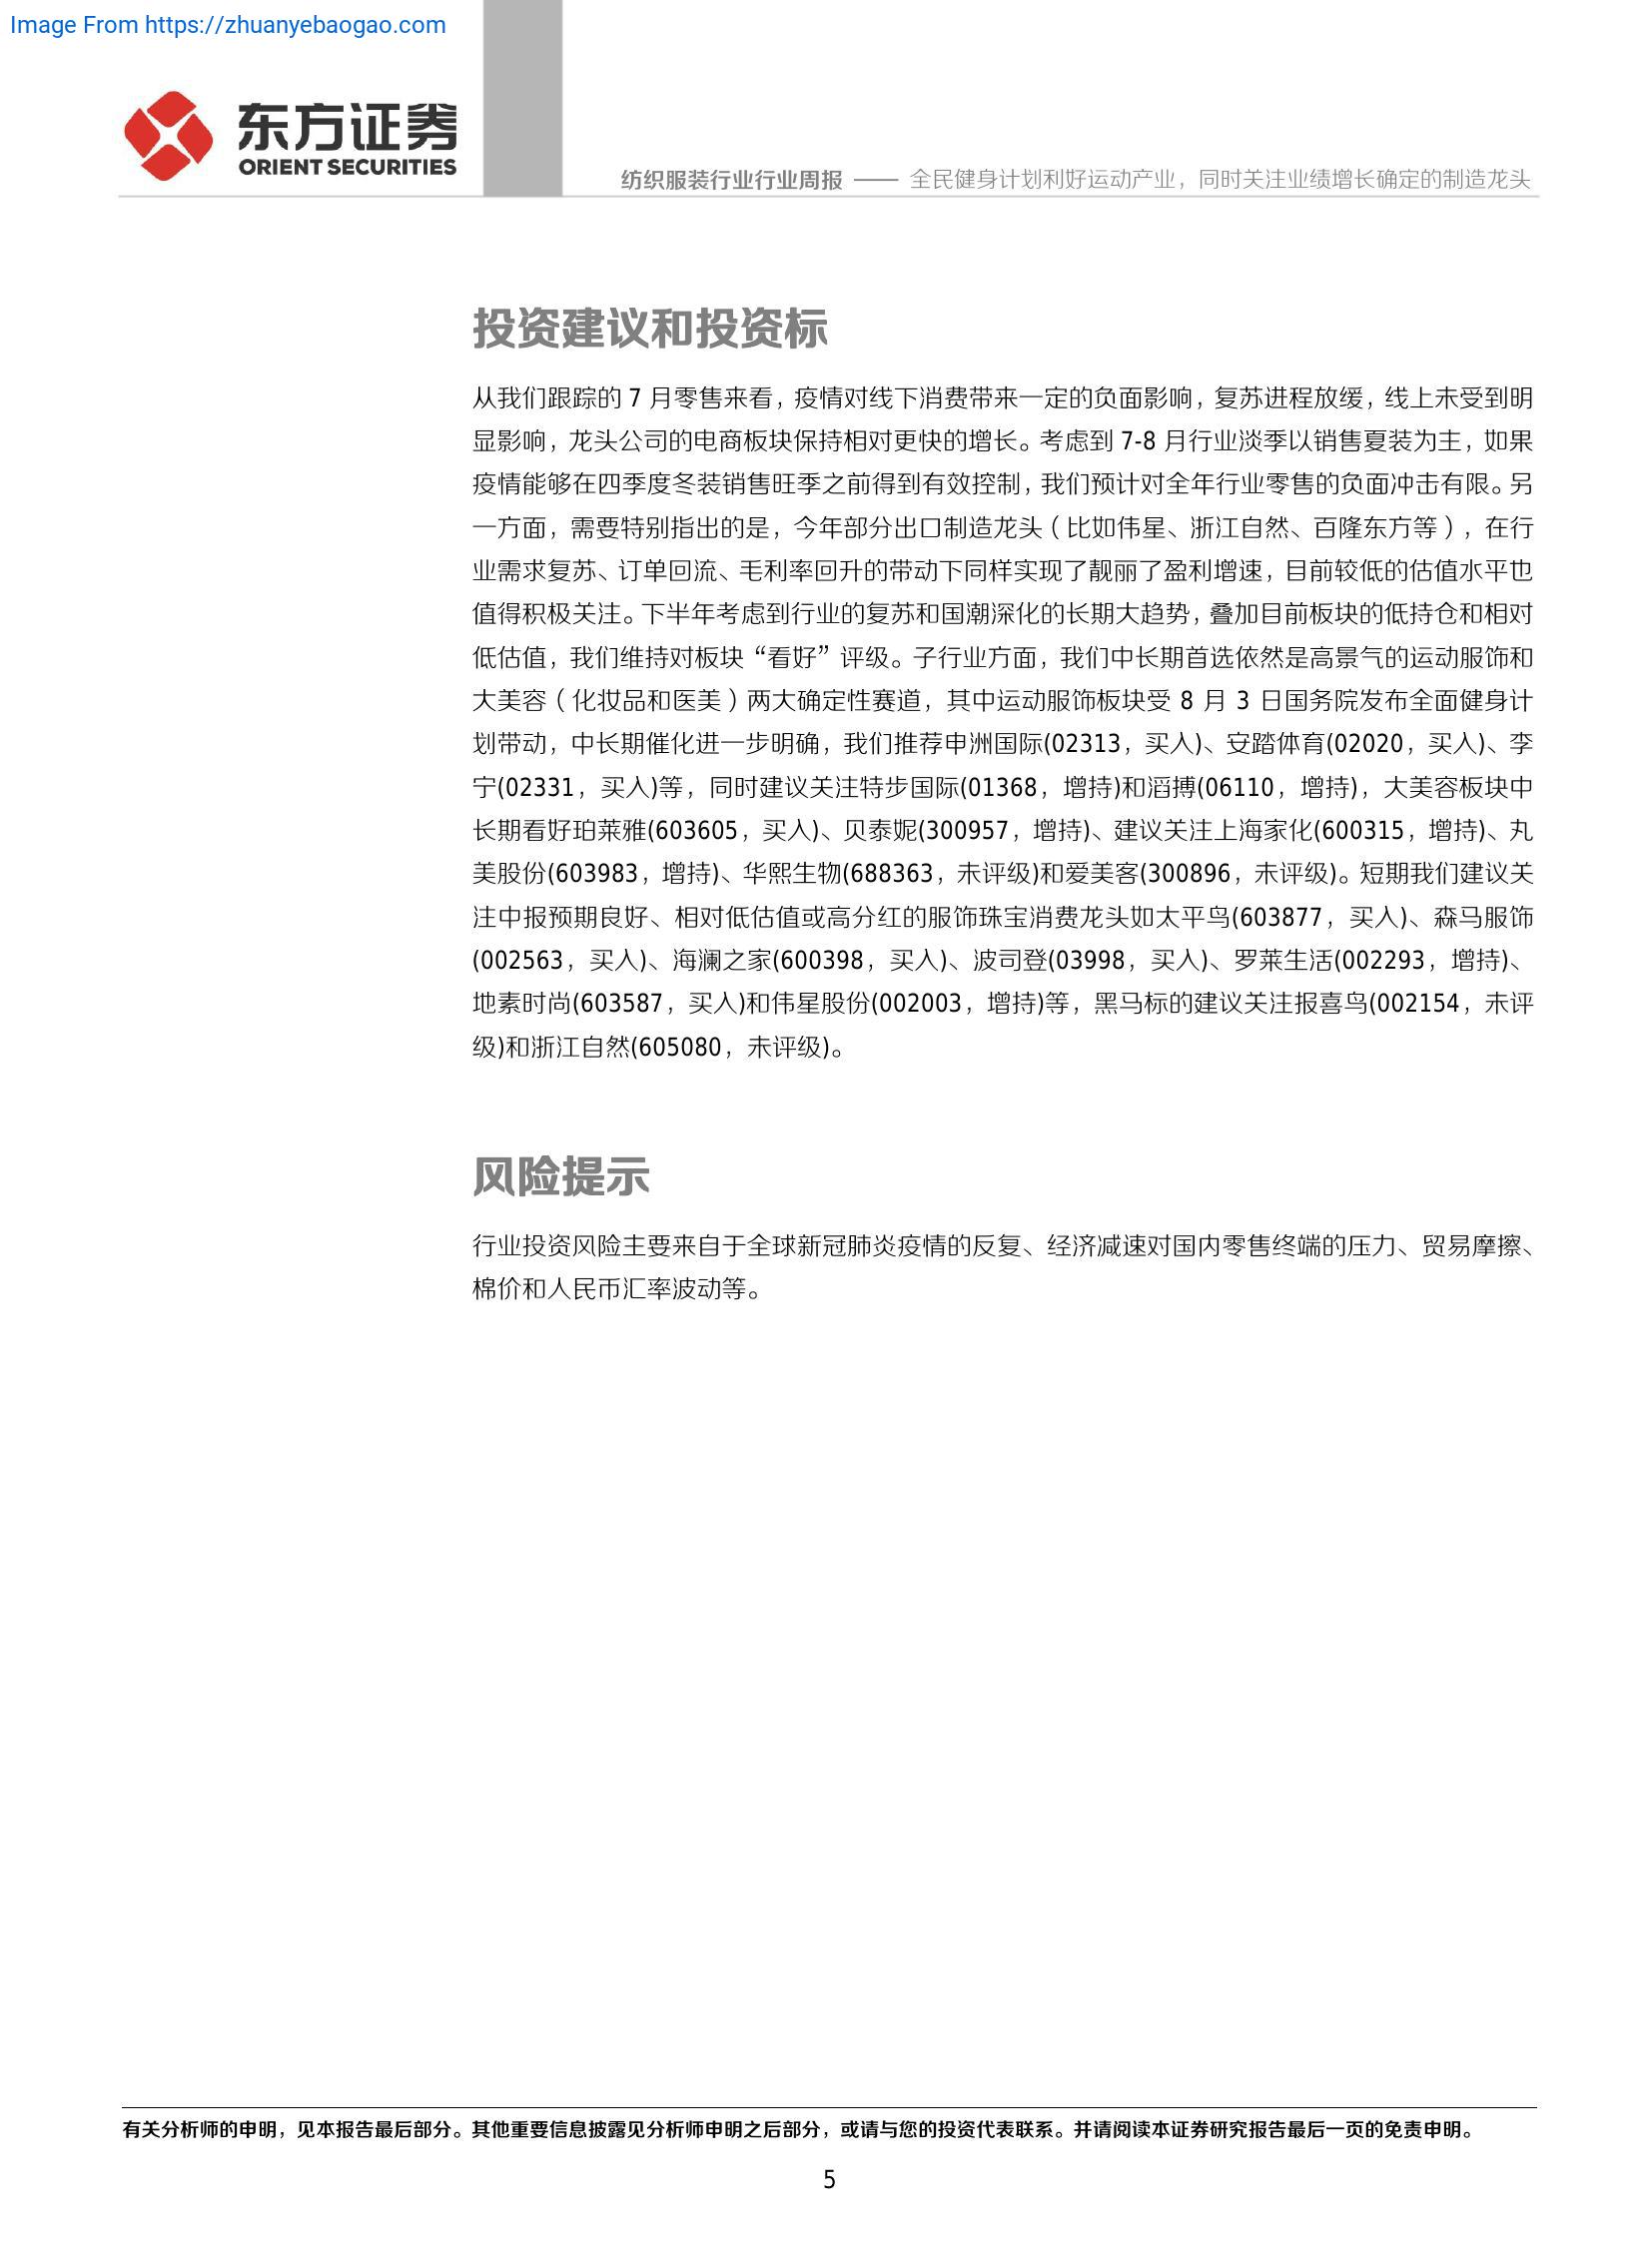 Image From https://zhuanyebaogao.com
东方证券
ORIENT SECURITIES
纺织服装行业行业周报 —— 全民健身计划利好运动产业，同时关注业绩增长确定的制造龙头
投资建议和投资标
从我们跟踪的 7 月零售来看，疫情对线下消费带来一定的负面影响，复苏进程放缓，线上未受到明
显影响，龙头公司的电商板块保持相对更快的增长。考虑到 7-8 月行业淡季以销售夏装为主，如果
疫情能够在四季度冬装销售旺季之前得到有效控制，我们预计对全年行业零售的负面冲击有限。另
一方面，需要特别指出的是，今年部分出口制造龙头（比如伟星、浙江自然、百隆东方等），在行
业需求复苏、订单回流、毛利率回升的带动下同样实现了靓丽了盈利增速，目前较低的估值水平也
值得积极关注。下半年考虑到行业的复苏和国潮深化的长期大趋势，叠加目前板块的低持仓和相对
低估值，我们维持对板块“看好”评级。子行业方面，我们中长期首选依然是高景气的运动服饰和
大美容（化妆品和医美）两大确定性赛道，其中运动服饰板块受 8 月 3 日国务院发布全面健身计
划带动，中长期催化进一步明确，我们推荐申洲国际(02313，买入)、安踏体育(02020，买入)、李
宁(02331，买入)等，同时建议关注特步国际(01368，增持)和滔搏(06110，增持)，大美容板块中
长期看好珀莱雅(603605，买入)、贝泰妮(300957，增持)、建议关注上海家化(600315，增持)、丸
美股份(603983，增持)、华熙生物(688363，未评级)和爱美客(300896，未评级)。短期我们建议关
注中报预期良好、相对低估值或高分红的服饰珠宝消费龙头如太平鸟(603877，买入)、森马服饰
(002563，买入)、海澜之家(600398，买入)、波司登(03998，买入)、罗莱生活(002293，增持)、
地素时尚(603587，买入)和伟星股份(002003，增持)等，黑马标的建议关注报喜鸟(002154，未评
级)和浙江自然(605080，未评级)。
风险提示
行业投资风险主要来自于全球新冠肺炎疫情的反复、经济减速对国内零售终端的压力、贸易摩擦、
棉价和人民币汇率波动等。
有关分析师的申明，见本报告最后部分。其他重要信息披露见分析师申明之后部分，或请与您的投资代表联系。并请阅读本证券研究报告最后一页的免责申明。
5